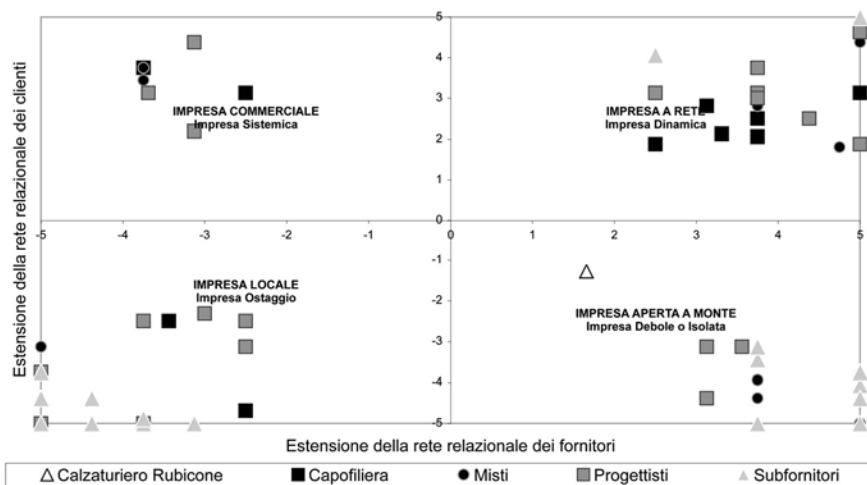 Estensione della rete relazionale dei clienti
5
4
3
2
1
-5
-4
-3
-2
-1
0
0
1
2
3
4
5
-1
-2
-3
-4
-5
IMPRESA COMMERCIALE
Impresa Sistemica
IMPRESA A RETE
Impresa Dinamica
IMPRESA LOCALE
Impresa Ostaggio
IMPRESA APERTA A MONTE
Impresa Debole o Isolata
Estensione della rete relazionale dei fornitori
Calzaturiero Rubicone
Capofiliera
Misti
Progettisti
Subfornitori